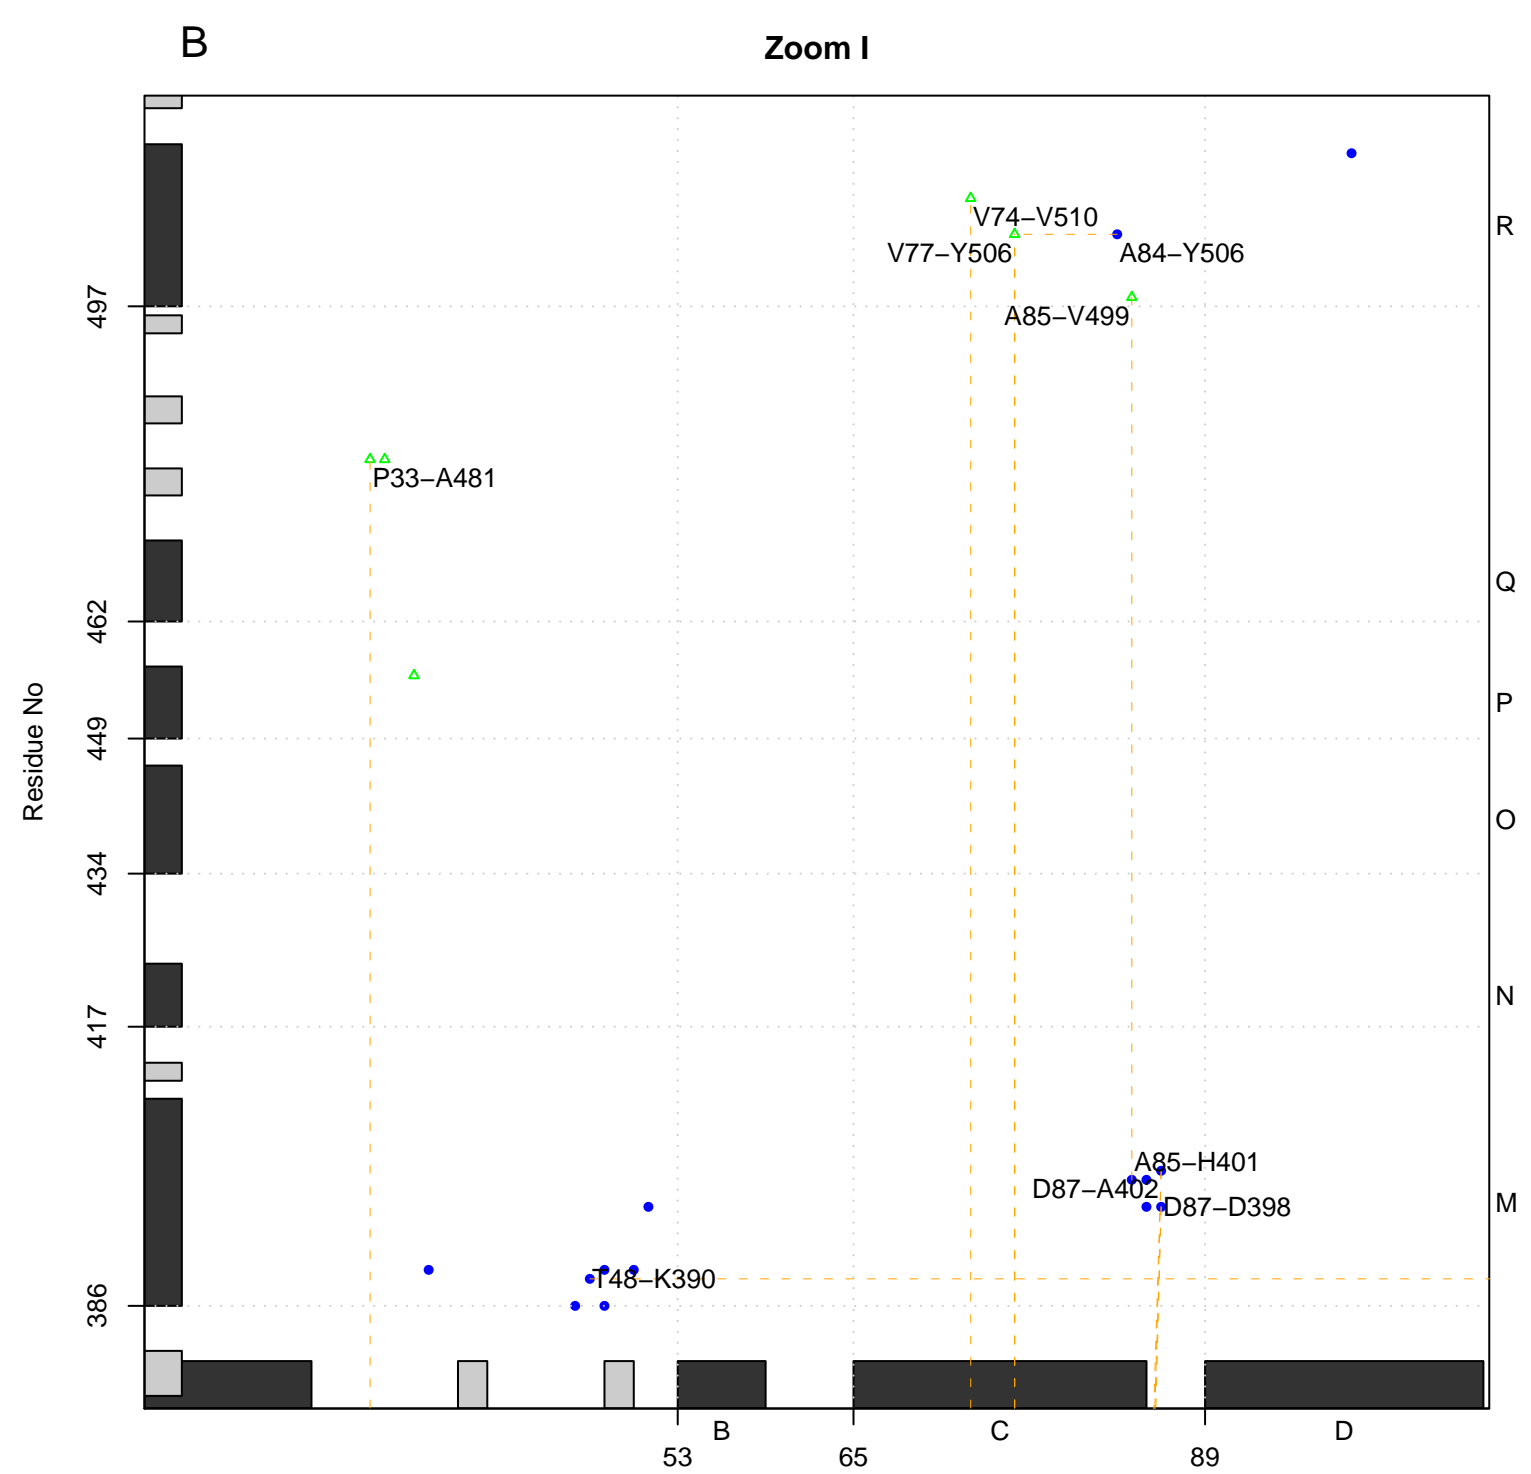 B
Zoom I
V74−V510
R
V77−Y506
A84−Y506
497
A85−V499
P33−A481
Q
462
Residue No
P
449
O
434
N
417
A85−H401
D87−A402
M
D87−D398
T48−K390
386
B
C
D
53
65
89